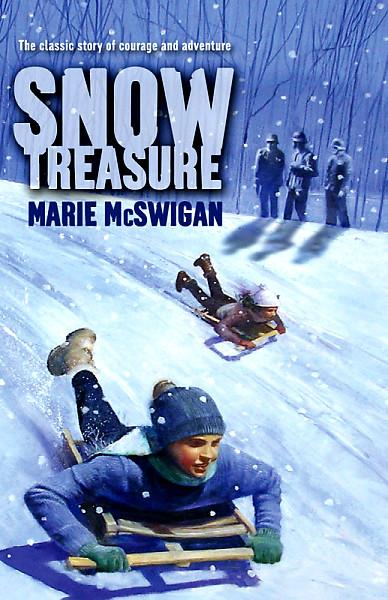 The classic story of courage and adventure
SNOW
TREASURE
MARIE McSWIGAN